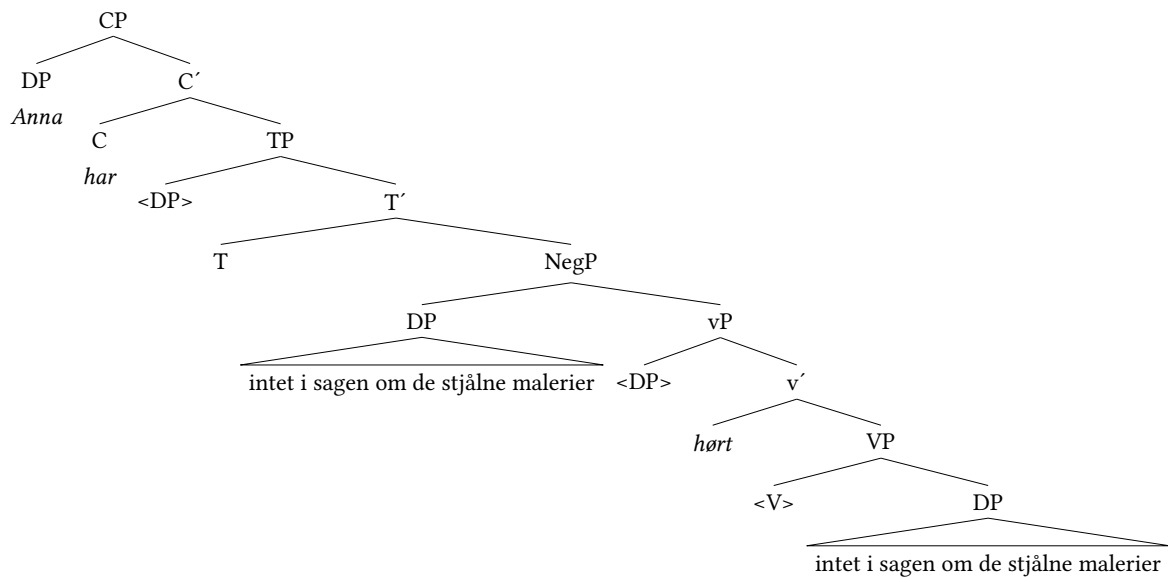 CP
DP C´
Anna
C TP
har
<DP> T´
T NegP
DP vP
intet i sagen om de stjålne malerier <DP> v´
hørt VP
<V> DP
intet i sagen om de stjålne malerier